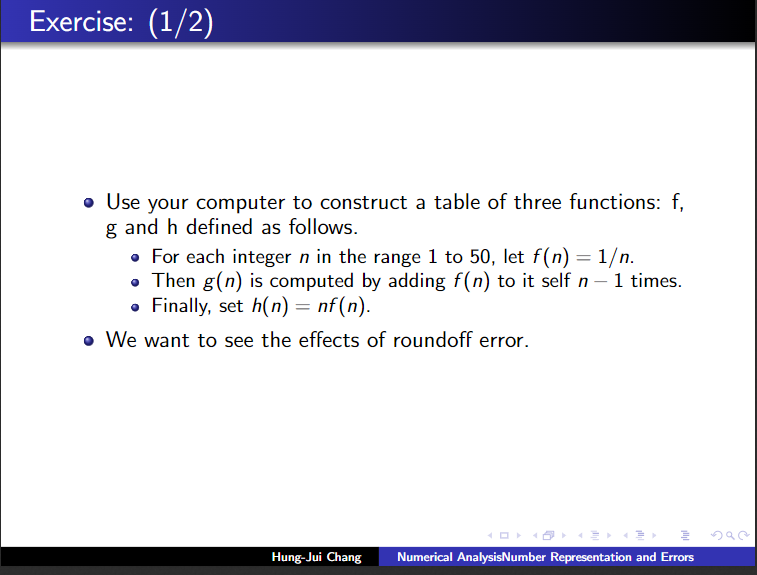 Exercise: (1/2)
Use your computer to construct a table of three functions: f,
g and h defined as follows.
For each integer n in the range 1 to 50, let f(n) = 1/n.
Then g(n) is computed by adding f(n) to it self n − 1 times.
Finally, set h(n) = nf(n).
We want to see the effects of roundoff error.
Hung-Jui Chang
Numerical AnalysisNumber Representation and Errors